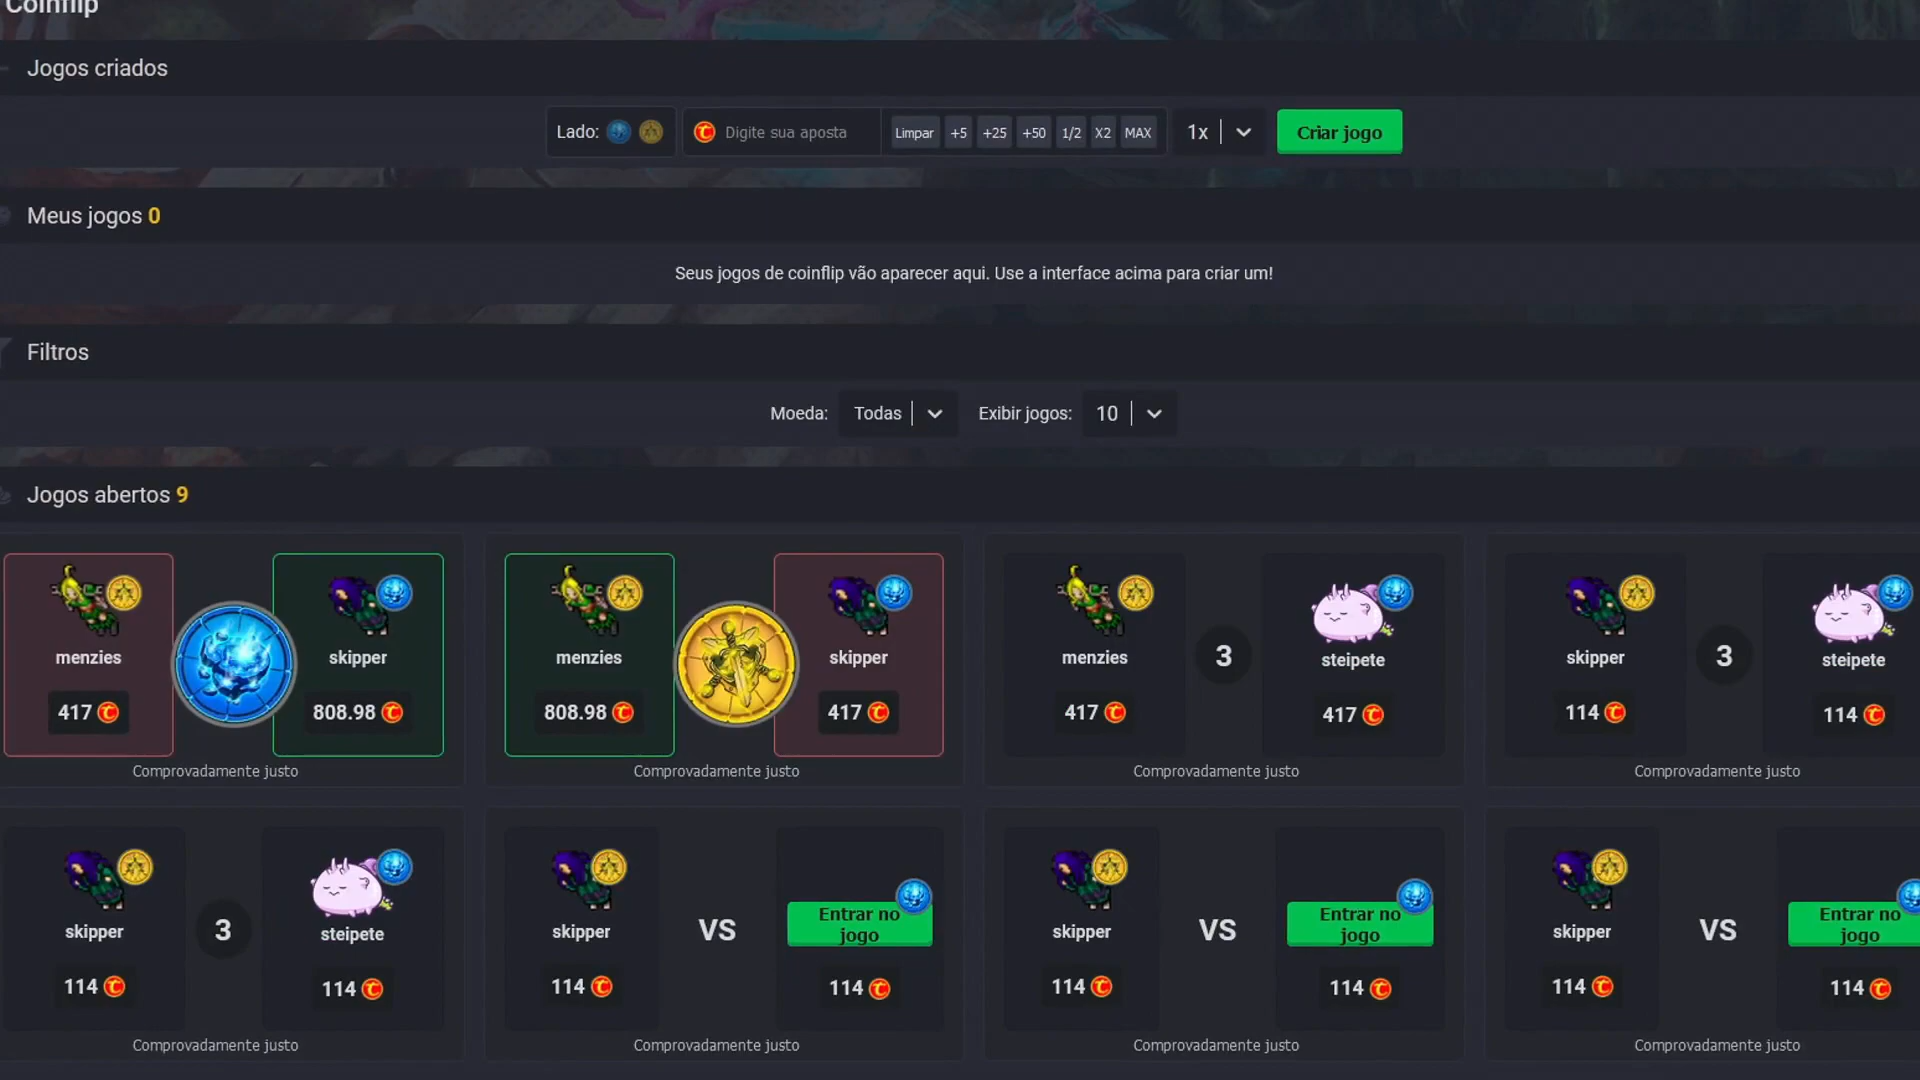 Coinflip
Jogos criados
Lado:
Digite sua aposta
Limpar +5 +25 +50 1/2 X2 MAX
1x
Criar jogo
Meus jogos 0
Seus jogos de coinflip vão aparecer aqui. Use a interface acima para criar um!
Filtros
Moeda: Todas Exibir jogos: 10
Jogos abertos 9
menzies
417
skipper
808.98
Comprovadamente justo
menzies
808.98
skipper
417
Comprovadamente justo
menzies
417
3
steipete
417
Comprovadamente justo
skipper
114
3
steipete
114
Comprovadamente justo
skipper
114
3
steipete
114
Comprovadamente justo
skipper
114
VS
Entrar no
jogo
114
Comprovadamente justo
skipper
114
VS
Entrar no
jogo
114
Comprovadamente justo
skipper
114
VS
Entrar no
jogo
114
Comprovadamente justo